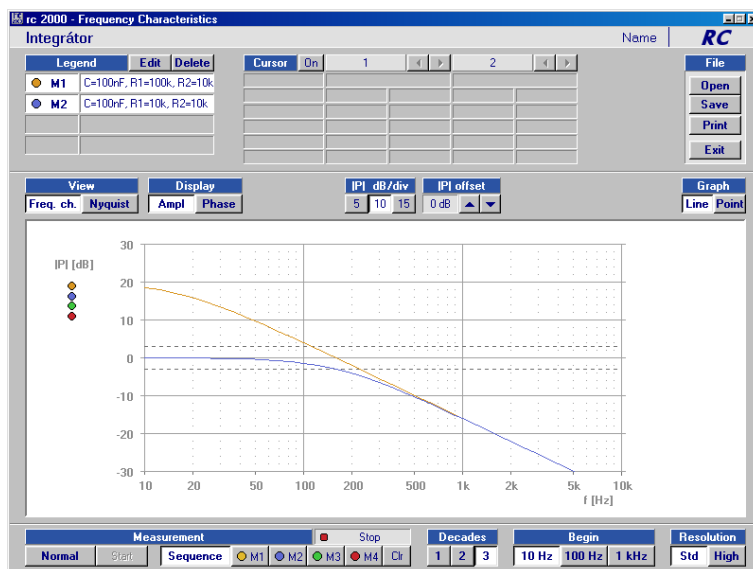 rc 2000 - Frequency Characteristics
Integrátor Name RC
Legend Edit Delete Cursor On 1 2 File
M1 C=100nF, R1=100k, R2=10k
M2 C=100nF, R1=10k, R2=10k
Open
Save
Print
Exit
View Display |P| dB/div |P| offset Graph
Freq. ch. Nyquist Ampl Phase 5 10 15 0 dB Line Point
|P| [dB]
30
20
10
0
-10
-20
-30
10 20 50 100 200 500 1k 2k 5k 10k
f [Hz]
Measurement Stop Decades Begin Resolution
Normal Start Sequence M1 M2 M3 M4 Clr 1 2 3 10 Hz 100 Hz 1 kHz Std High